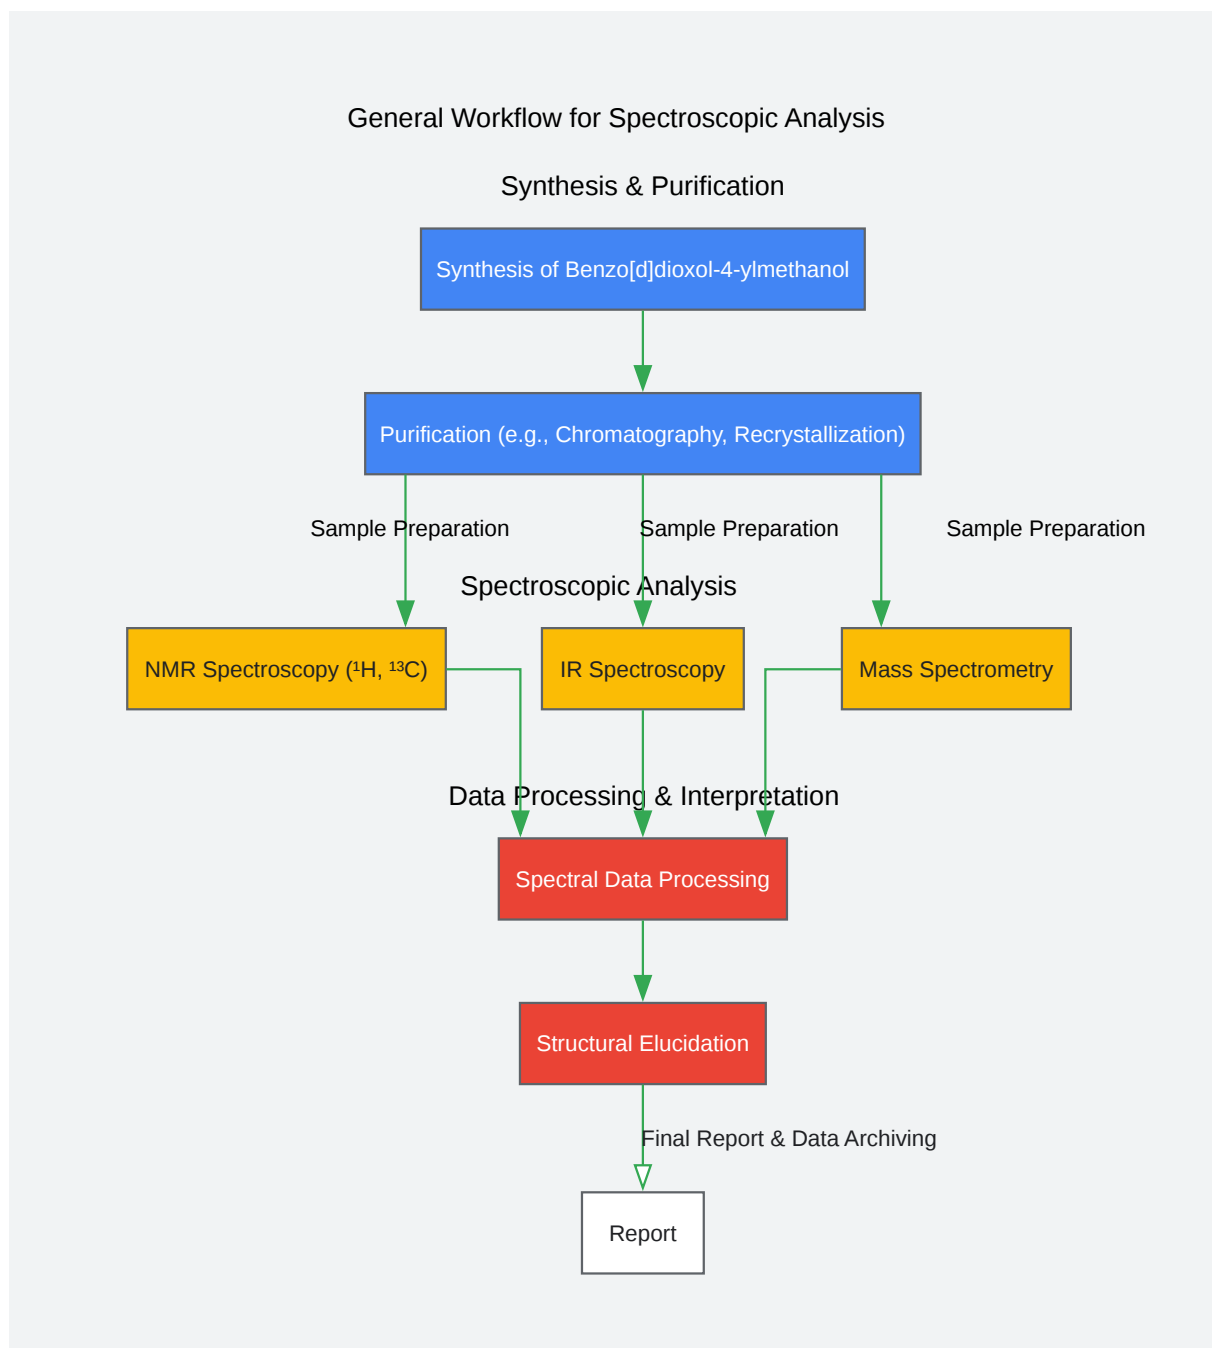 General Workflow for Spectroscopic Analysis
Synthesis & Purification
Synthesis of Benzo[d]dioxol-4-ylmethanol
Purification (e.g., Chromatography, Recrystallization)
Sample Preparation
Sample Preparation
Sample Preparation
Spectroscopic Analysis
NMR Spectroscopy (¹H, ¹³C)
IR Spectroscopy
Mass Spectrometry
Data Processing & Interpretation
Spectral Data Processing
Structural Elucidation
Final Report & Data Archiving
Report